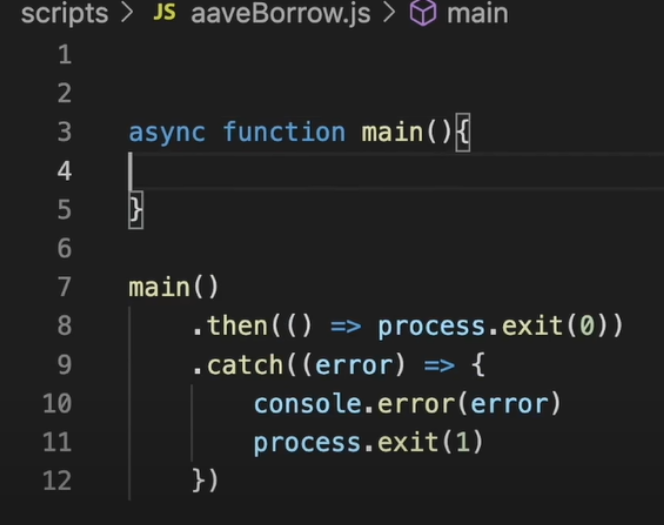 scripts > JS aaveBorrow.js > main
1
2
3 async function main(){
4
5 }
6
7 main()
8 .then(() => process.exit(0))
9 .catch((error) => {
10 console.error(error)
11 process.exit(1)
12 })